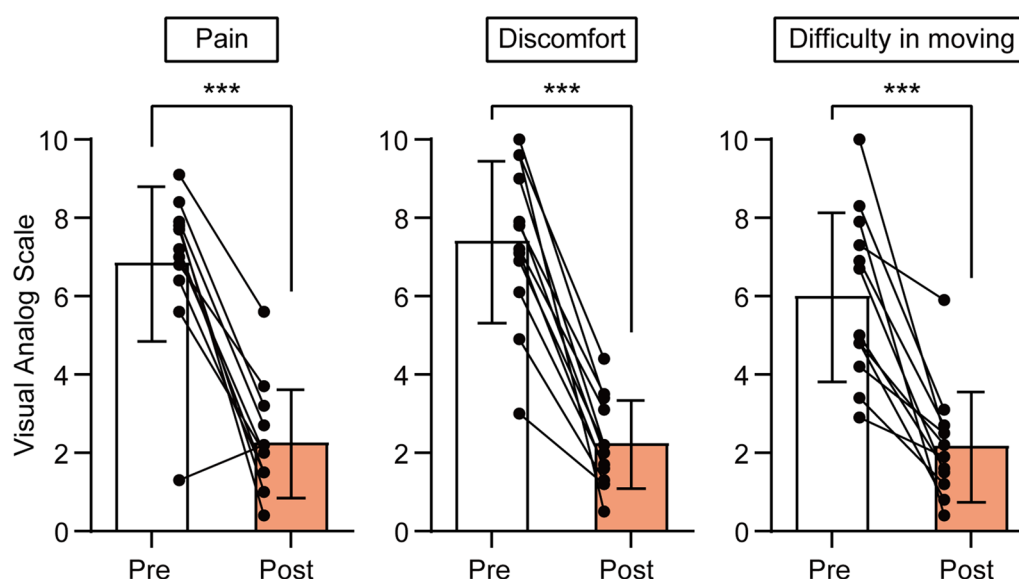 Pain
Discomfort
Difficulty in moving
***
***
***
Visual Analog Scale
10
8
6
4
2
0
Pre
Post
10
8
6
4
2
0
Pre
Post
10
8
6
4
2
0
Pre
Post